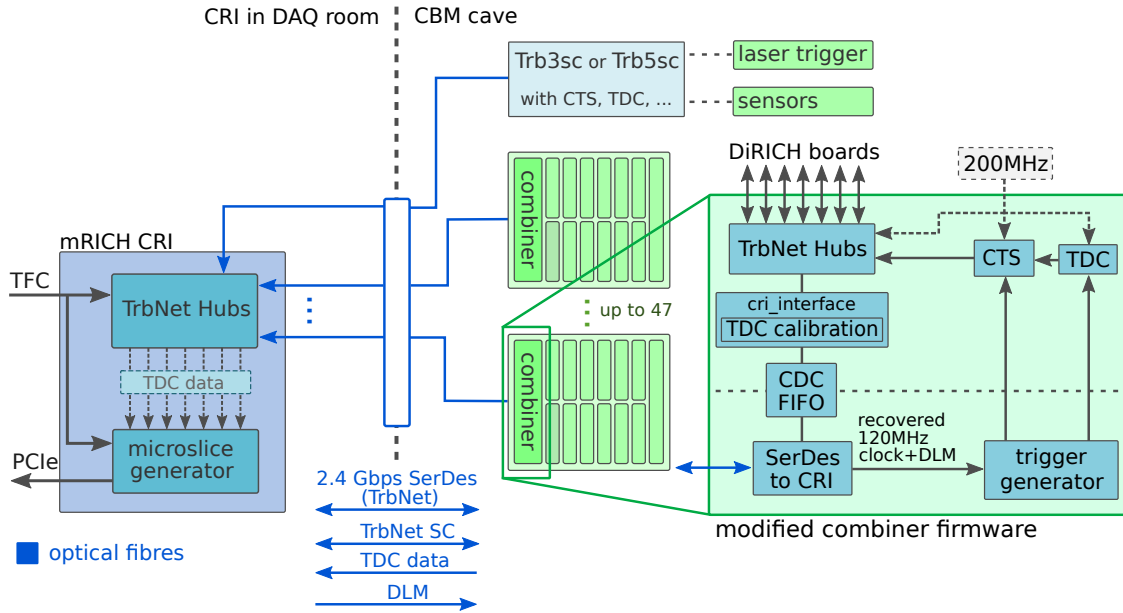 CRI in DAQ room
CBM cave
Trb3sc or Trb5sc
with CTS, TDC, ...
laser trigger
sensors
DiRICH boards
200MHz
mRICH CRI
TFC
TrbNet Hubs
TDC data
microslice
generator
PCIe
combiner
up to 47
combiner
TrbNet Hubs
CTS
TDC
cri_interface
TDC calibration
CDC
FIFO
recovered
120MHz
clock+DLM
SerDes
to CRI
trigger
generator
modified combiner firmware
2.4 Gbps SerDes
(TrbNet)
TrbNet SC
TDC data
DLM
optical fibres